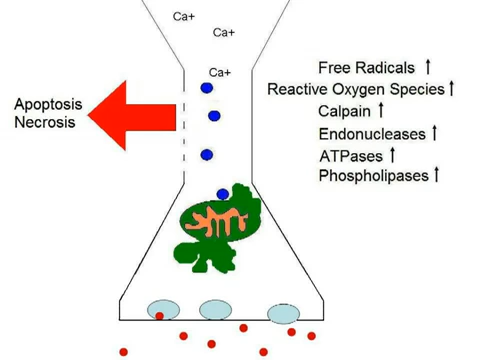 Ca+
Ca+
Ca+
Free Radicals ↑
Reactive Oxygen Species ↑
Calpain ↑
Endonucleases ↑
ATPases ↑
Phospholipases ↑
Apoptosis
Necrosis